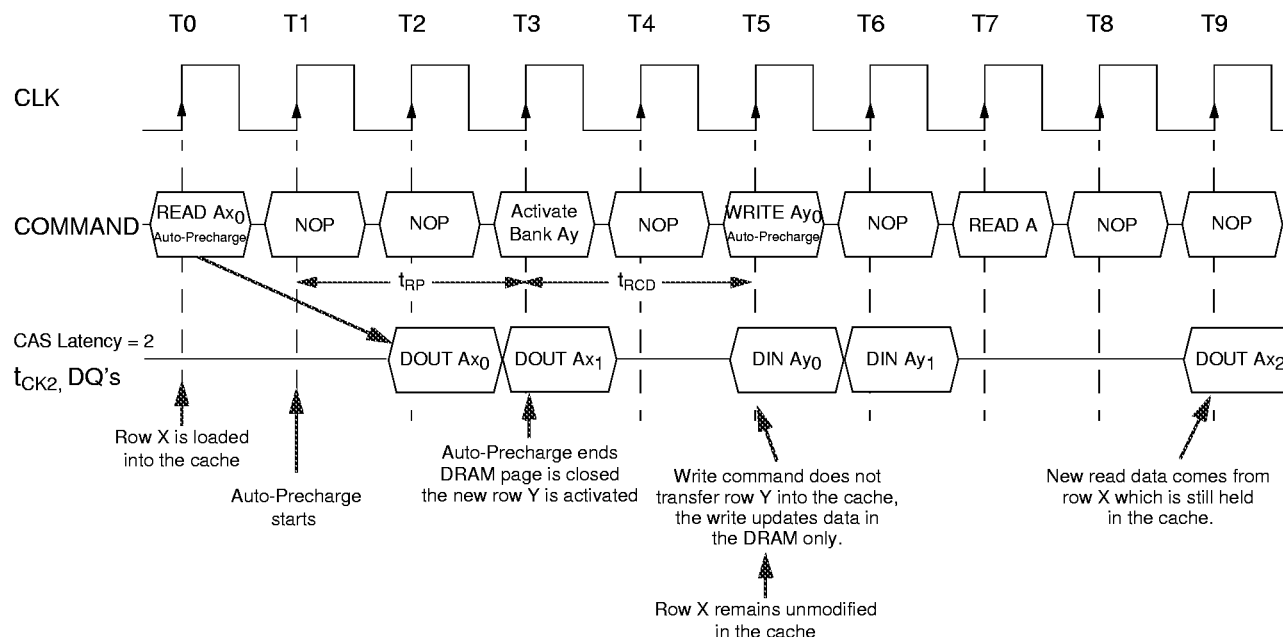 T0 T1 T2 T3 T4 T5 T6 T7 T8 T9
CLK
COMMAND
READ Ax0
Auto-Precharge
NOP
NOP
Activate
Bank Ay
NOP
WRITE Ay0
Auto-Precharge
NOP
READ A
NOP
NOP
tRP
tRCD
CAS Latency = 2
tCK2, DQ's
DOUT Ax0
DOUT Ax1
DIN Ay0
DIN Ay1
DOUT Ax2
Row X is loaded
into the cache
Auto-Precharge
starts
Auto-Precharge ends
DRAM page is closed
the new row Y is activated
Write command does not
transfer row Y into the cache,
the write updates data in
the DRAM only.
Row X remains unmodified
in the cache
New read data comes from
row X which is still held
in the cache.